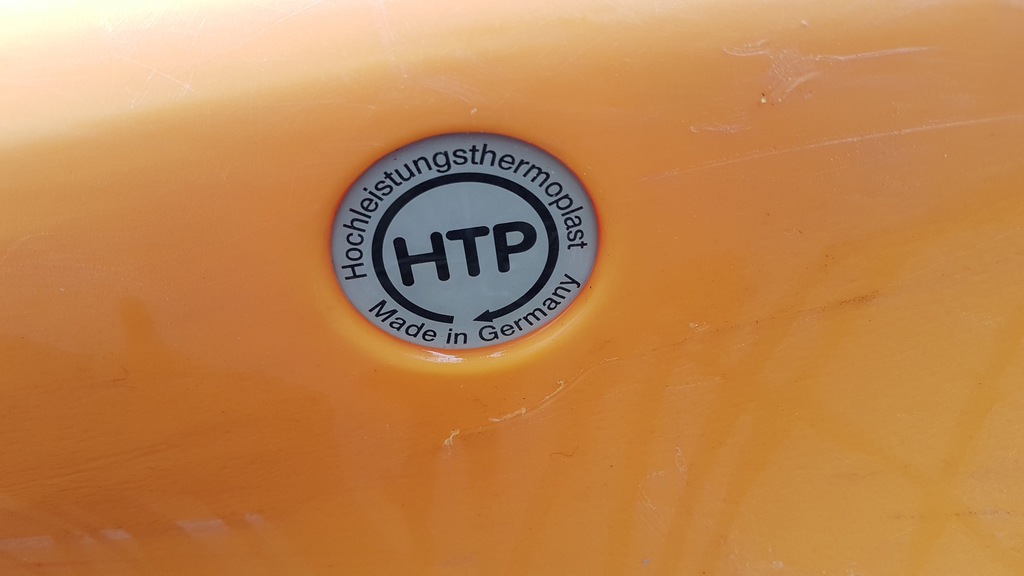 Hochleistungsthermoplast
HTP
Made in Germany